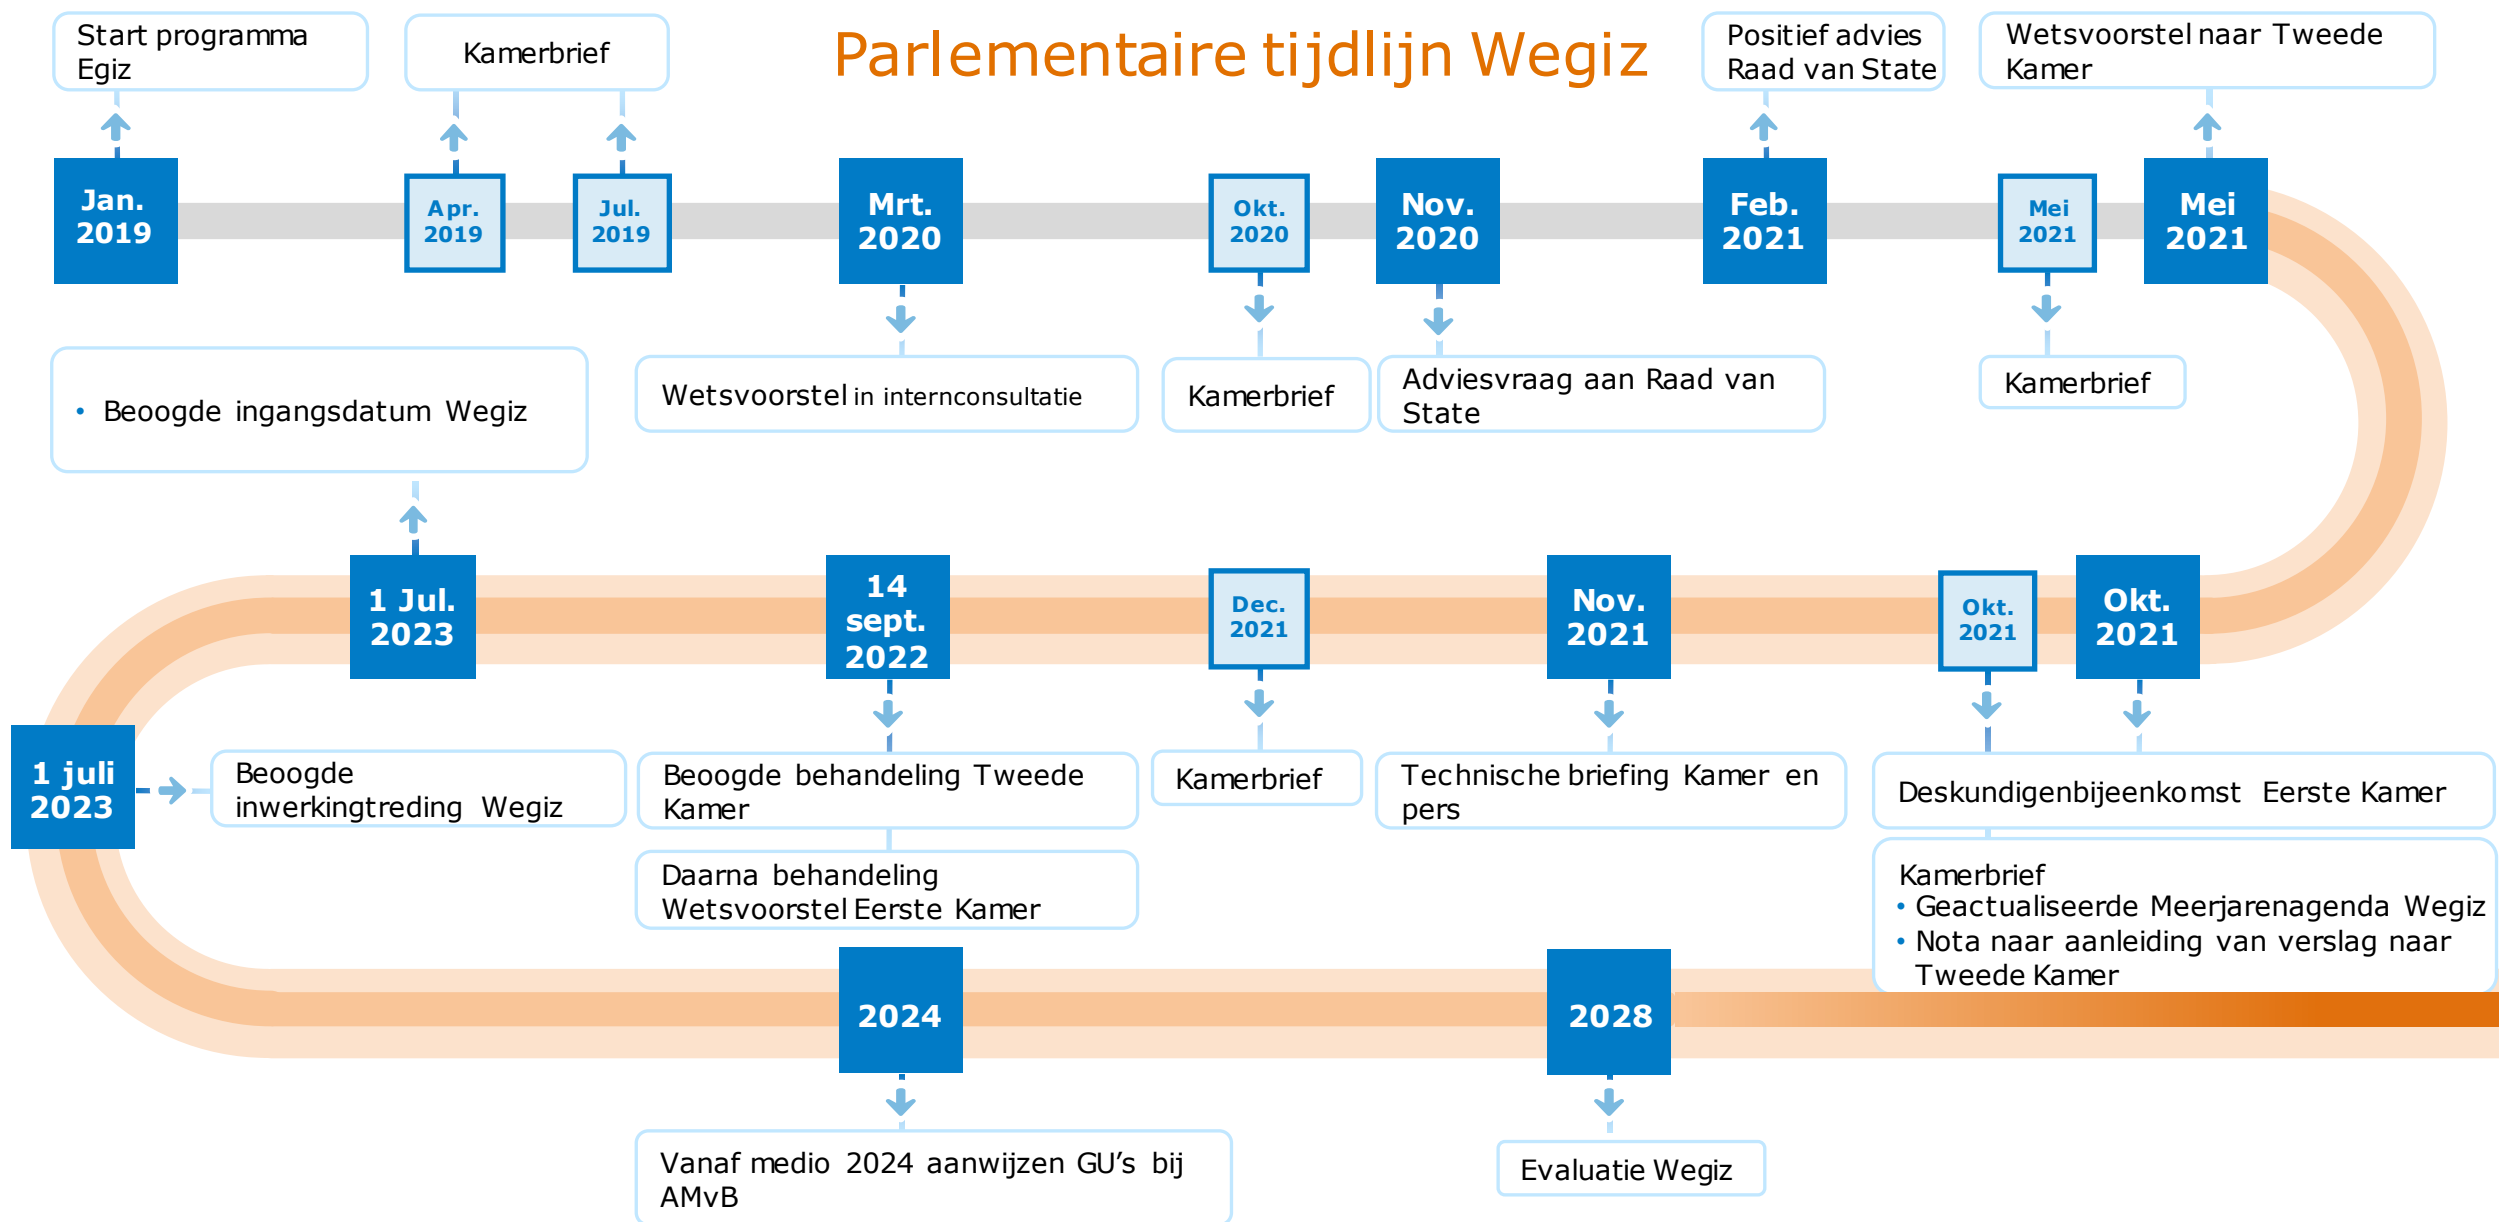 Parlementaire tijdlijn Wegiz
Start programma
Egiz
Kamerbrief
Positief advies
Raad van State
Wetsvoorstel naar Tweede
Kamer
Jan.
2019
Apr.
2019
Jul.
2019
Mrt.
2020
Okt.
2020
Nov.
2020
Feb.
2021
Mei
2021
Mei
2021
Wetsvoorstel in internconsultatie
Kamerbrief
Adviesvraag aan Raad van
State
Kamerbrief
• Beoogde ingangsdatum Wegiz
1 Jul.
2023
14
sept.
2022
Dec.
2021
Nov.
2021
Okt.
2021
Okt.
2021
1 juli
2023
Beoogde
inwerkingtreding Wegiz
Beoogde behandeling Tweede
Kamer
Kamerbrief
Technische briefing Kamer en
pers
Deskundigenbijeenkomst Eerste Kamer
Daarna behandeling
Wetsvoorstel Eerste Kamer
Kamerbrief
• Geactualiseerde Meerjarenagenda Wegiz
• Nota naar aanleiding van verslag naar
Tweede Kamer
2024
2028
Vanaf medio 2024 aanwijzen GU’s bij
AMvB
Evaluatie Wegiz